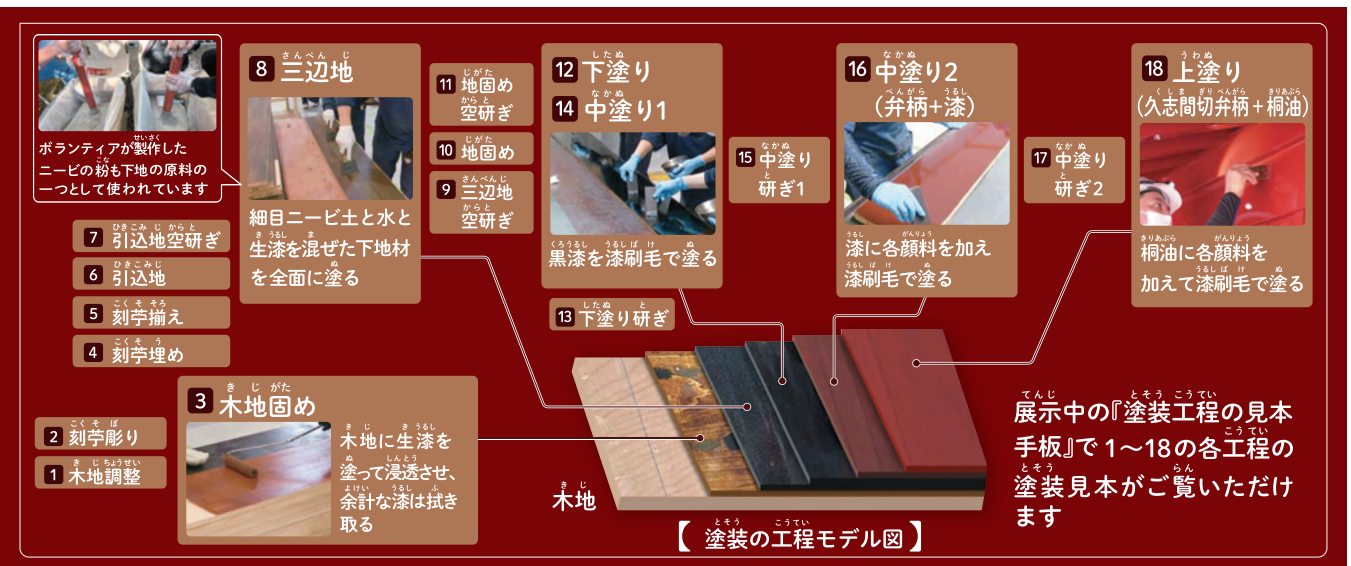 ボランティアが製作した
ニービの粉も下地の原料の
一つとして使われています
1 木地調整
2 刻苧彫り
3 木地固め
木地に生漆を
塗って浸透させ、
余計な漆は拭き
取る
4 刻苧埋め
5 刻苧揃え
6 引込地
7 引込地空研ぎ
8 三辺地
細目ニービ土と水と
生漆を混ぜた下地材
を全面に塗る
9 三辺地
空研ぎ
10 地固め
11 地固め
空研ぎ
12 下塗り
14 中塗り1
黒漆を漆刷毛で塗る
13 下塗り研ぎ
15 中塗り
研ぎ1
16 中塗り2
(弁柄+漆)
漆に各顔料を加え
漆刷毛で塗る
17 中塗り
研ぎ2
18 上塗り
(久志間切弁柄+桐油)
桐油に各顔料を
加えて漆刷毛で塗る
木地
【 塗装の工程モデル図 】
展示中の『塗装工程の見本
手板』で1〜18の各工程の
塗装見本がご覧いただけ
ます